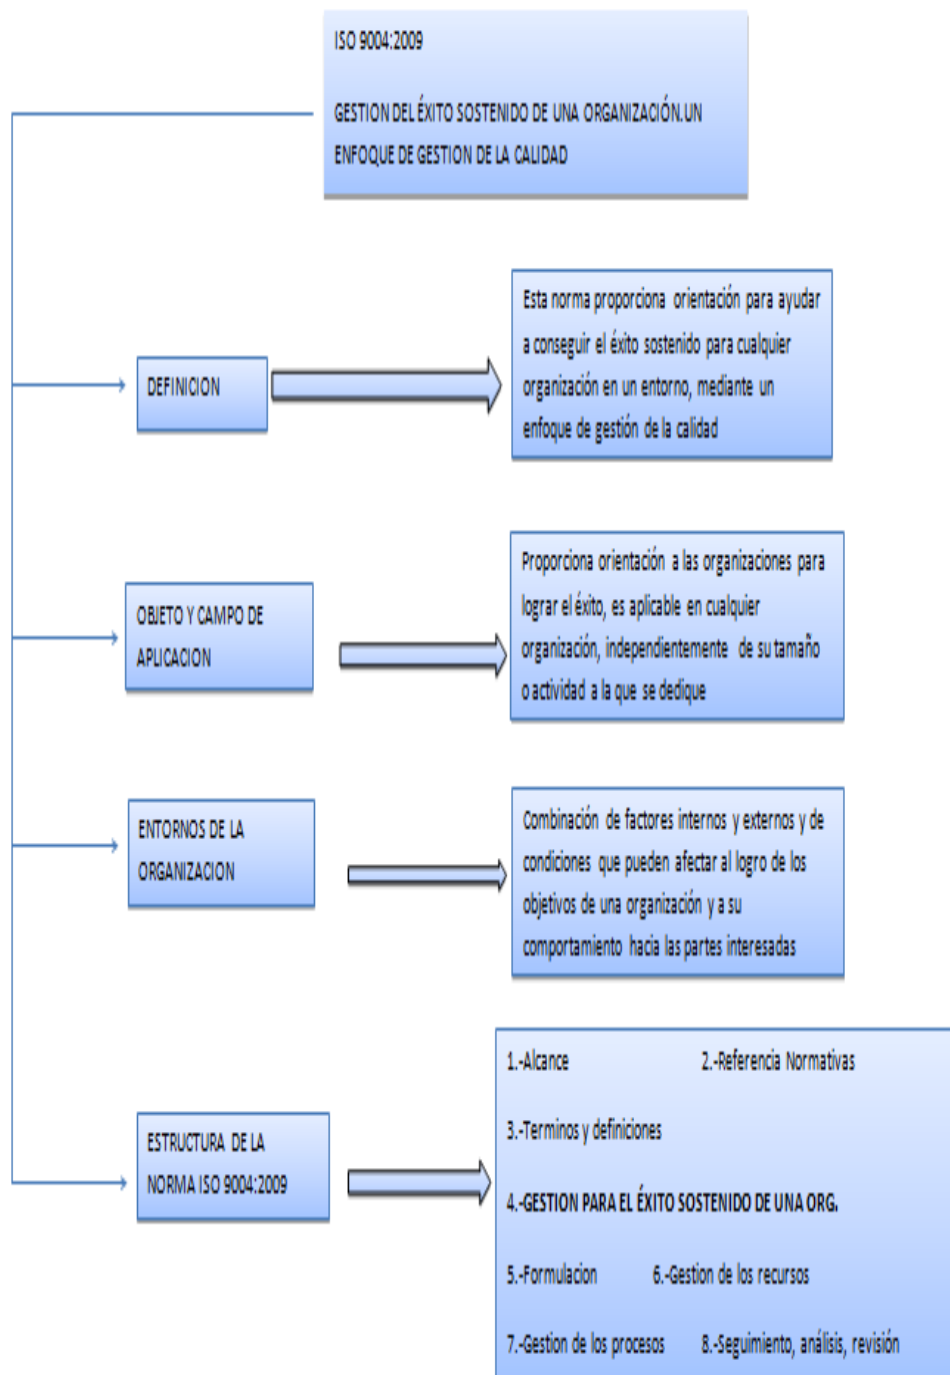 ISO 9004:2009
GESTION DEL ÉXITO SOSTENIDO DE UNA ORGANIZACIÓN.UN
ENFOQUE DE GESTION DE LA CALIDAD
DEFINICION
Esta norma proporciona orientación para ayudar
a conseguir el éxito sostenido para cualquier
organización en un entorno, mediante un
enfoque de gestión de la calidad
OBJETO Y CAMPO DE
APLICACION
Proporciona orientación a las organizaciones para
lograr el éxito, es aplicable en cualquier
organización, independientemente de su tamaño
o actividad a la que se dedique
ENTORNOS DE LA
ORGANIZACION
Combinación de factores internos y externos y de
condiciones que pueden afectar al logro de los
objetivos de una organización y a su
comportamiento hacia las partes interesadas
ESTRUCTURA DE LA
NORMA ISO 9004:2009
1.-Alcance 2.-Referencia Normativas
3.-Terminos y definiciones
4.-GESTION PARA EL ÉXITO SOSTENIDO DE UNA ORG.
5.-Formulacion 6.-Gestion de los recursos
7.-Gestion de los procesos 8.-Seguimiento, análisis, revisión